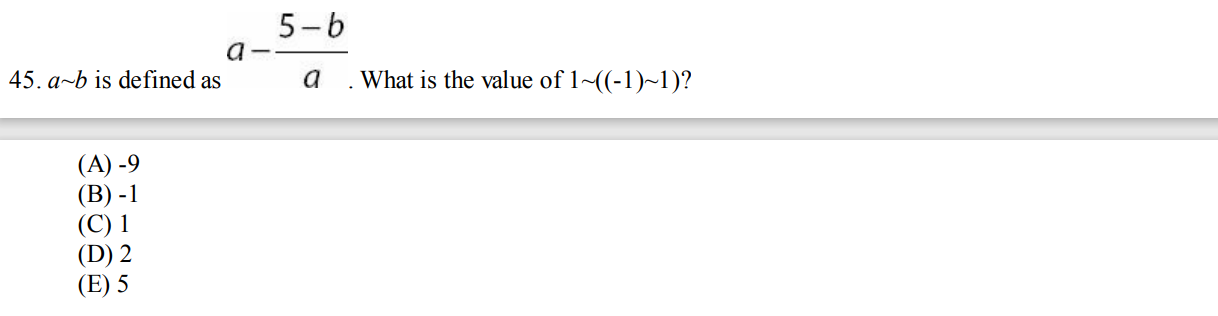 45. a~b is defined as a - \frac{5-b}{a} . What is the value of 1~((-1)~1)?
(A) -9
(B) -1
(C) 1
(D) 2
(E) 5